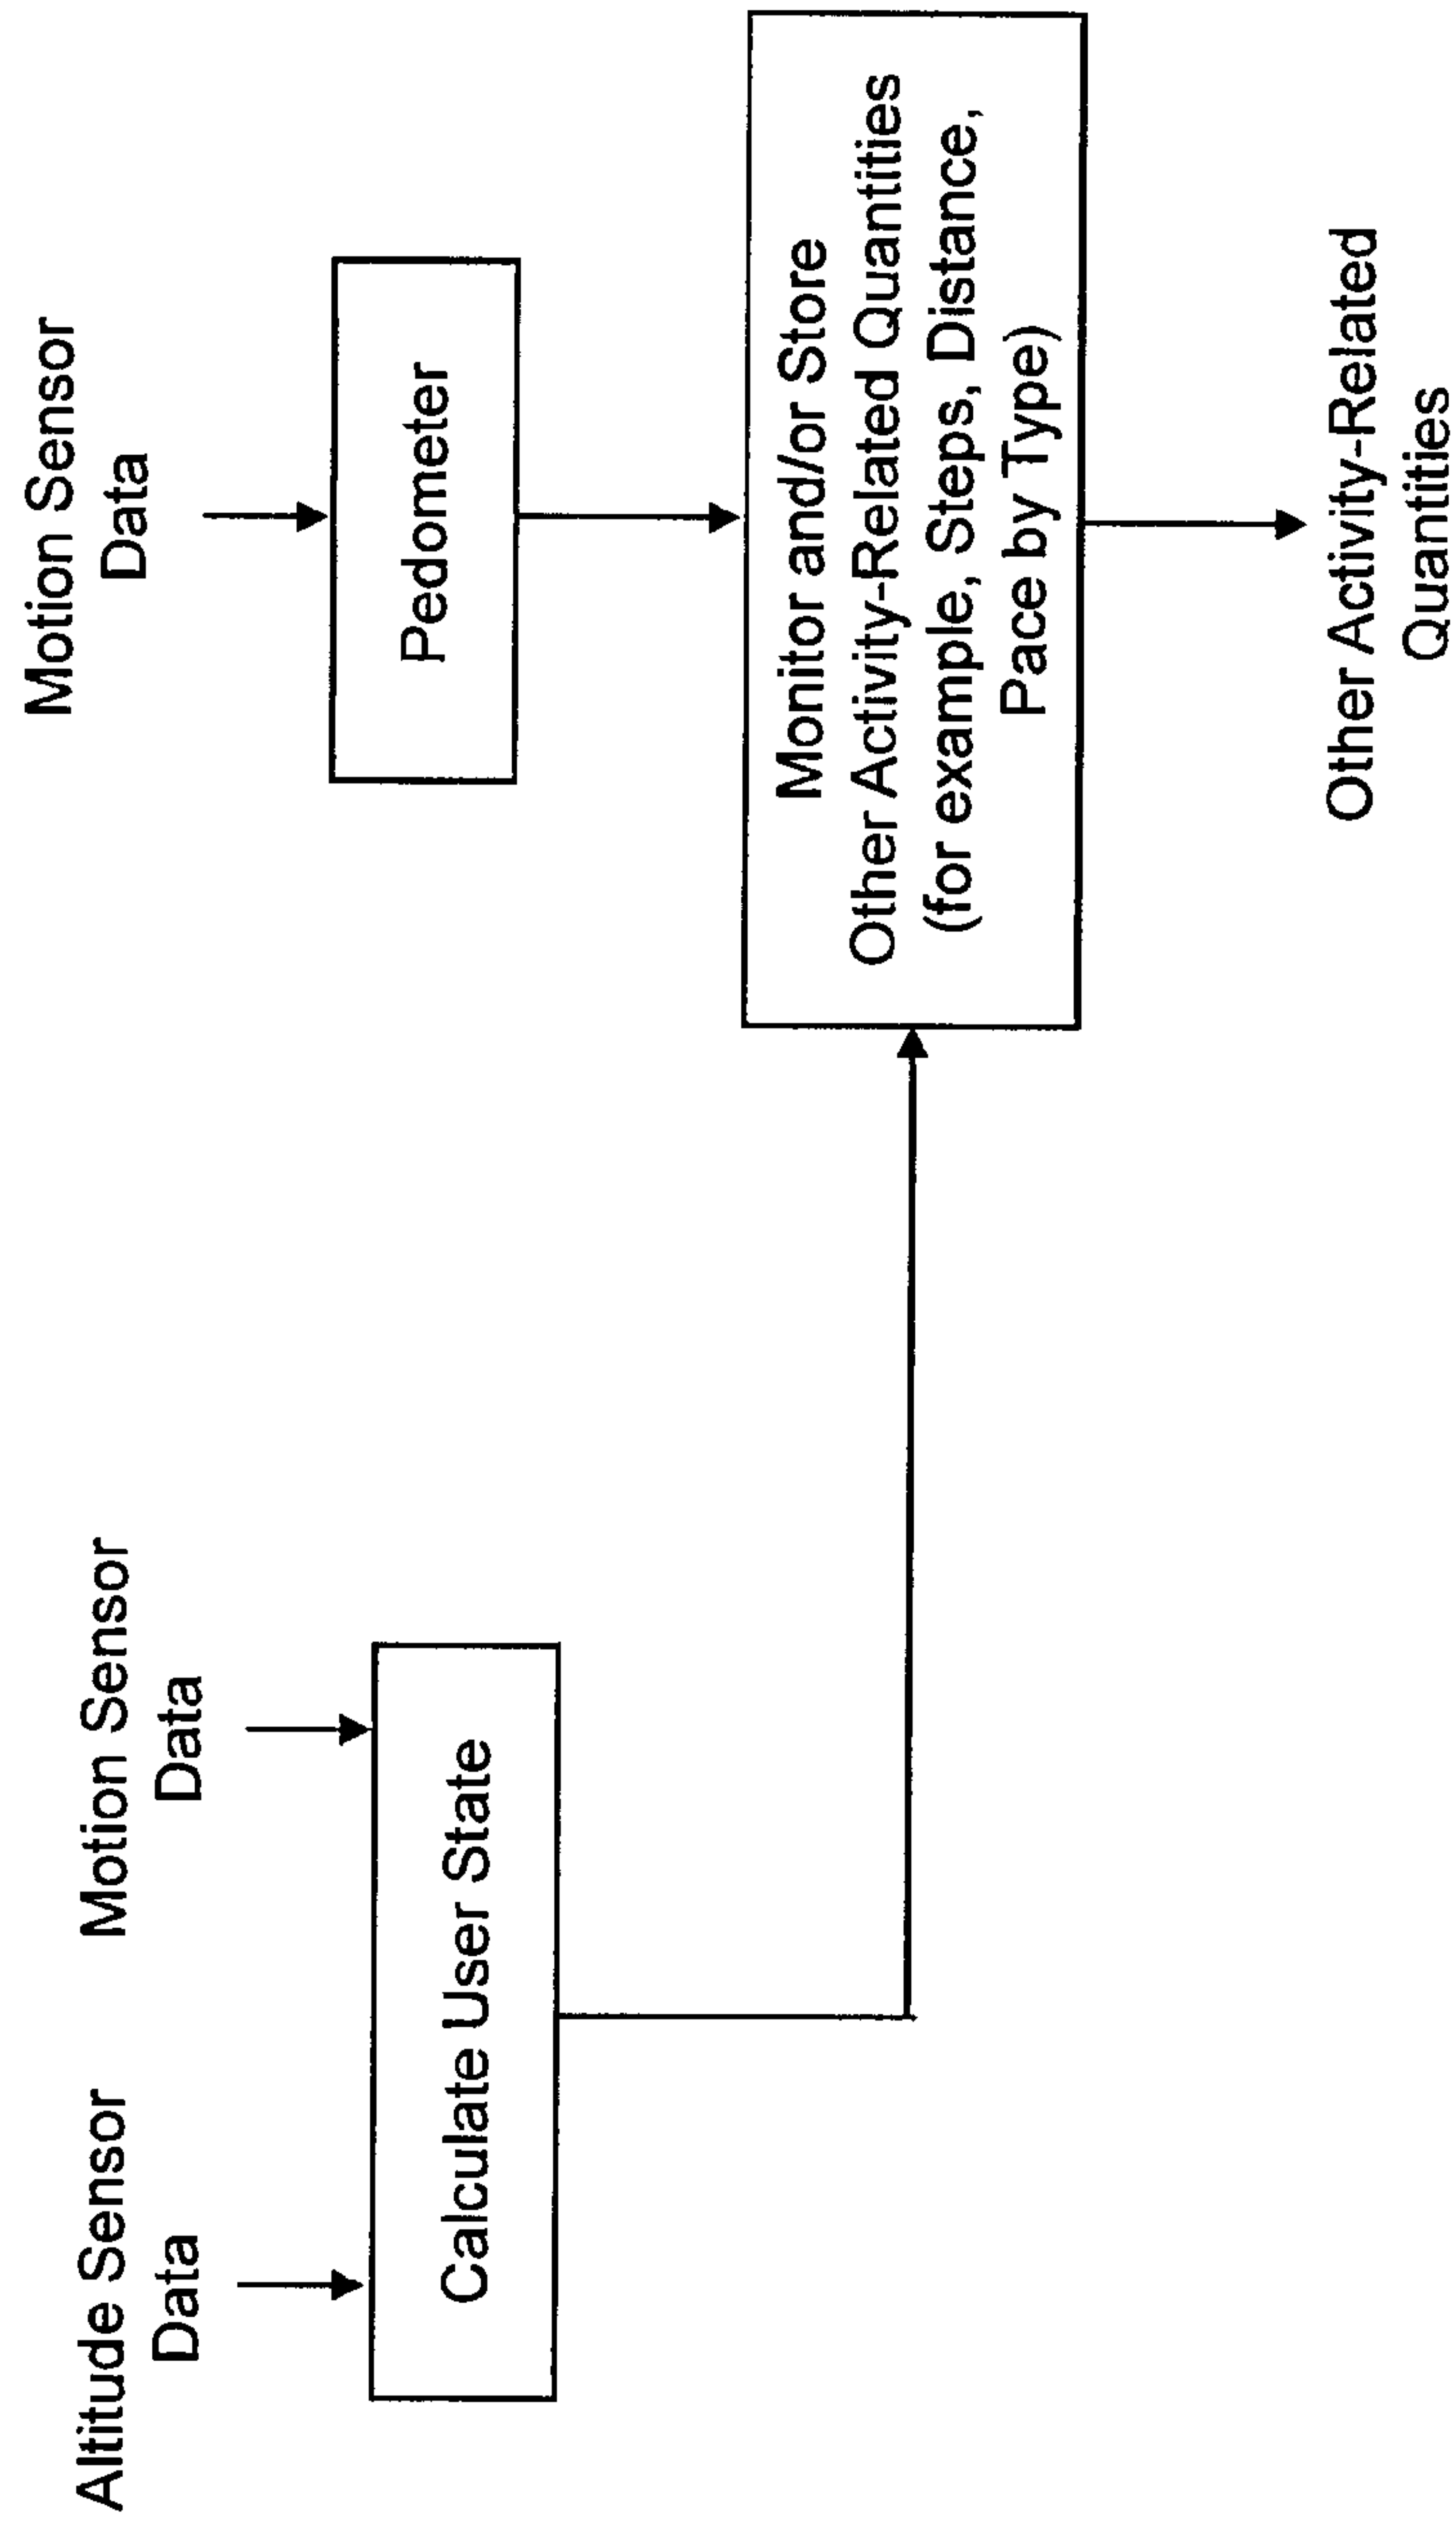 Altitude Sensor
Data
Motion Sensor
Data
Calculate User State
Motion Sensor
Data
Pedometer
Monitor and/or Store
Other Activity-Related Quantities
(for example, Steps, Distance,
Pace by Type)
Other Activity-Related
Quantities